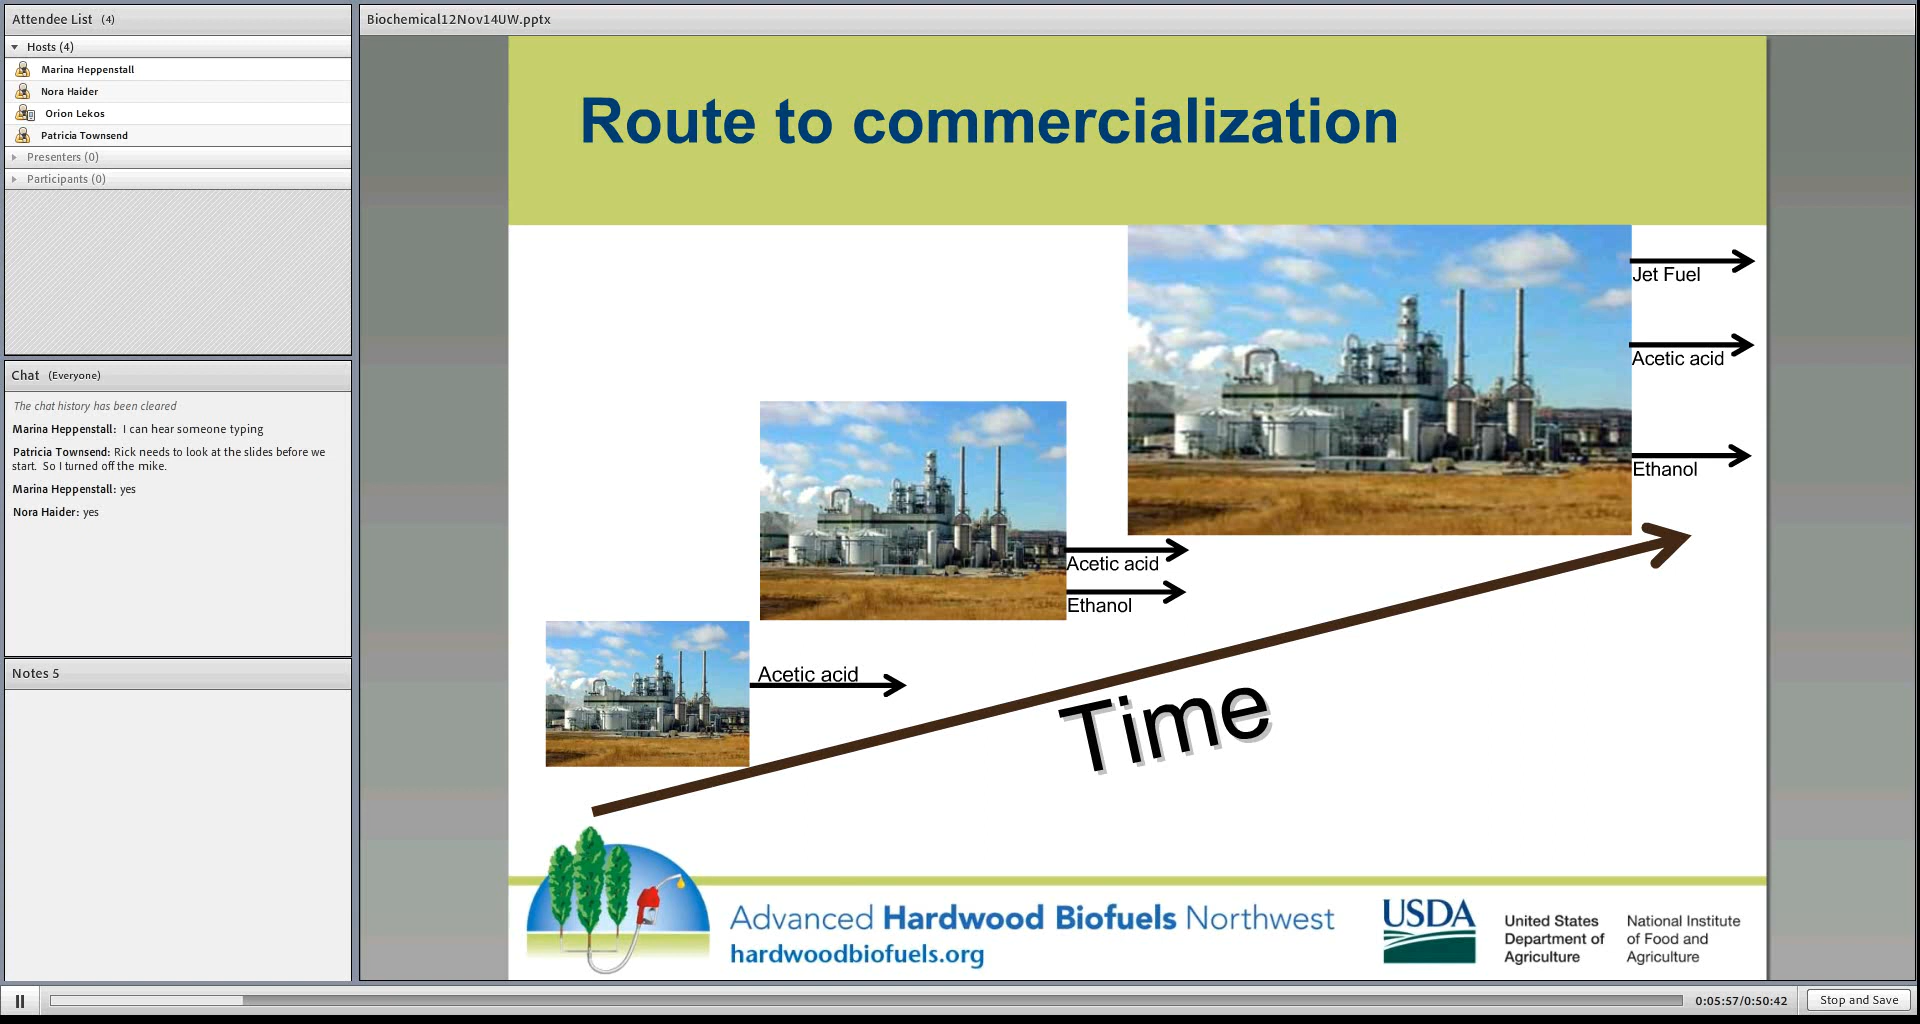 Attendee List (4)
Hosts (4)
Marina Heppenstall
Nora Haider
Orion Lekos
Patricia Townsend
Presenters (0)
Participants (0)
Chat (Everyone)
The chat history has been cleared
Marina Heppenstall: I can hear someone typing
Patricia Townsend: Rick needs to look at the slides before we
start. So I turned off the mike.
Marina Heppenstall: yes
Nora Haider: yes
Notes 5
Biochemical12Nov14UW.pptx
Route to commercialization
Jet Fuel
Acetic acid
Ethanol
Acetic acid
Ethanol
Acetic acid
Time
Advanced Hardwood Biofuels Northwest
hardwoodbiofuels.org
USDA
United States
Department of
Agriculture
National Institute
of Food and
Agriculture
0:05:57/0:50:42
Stop and Save